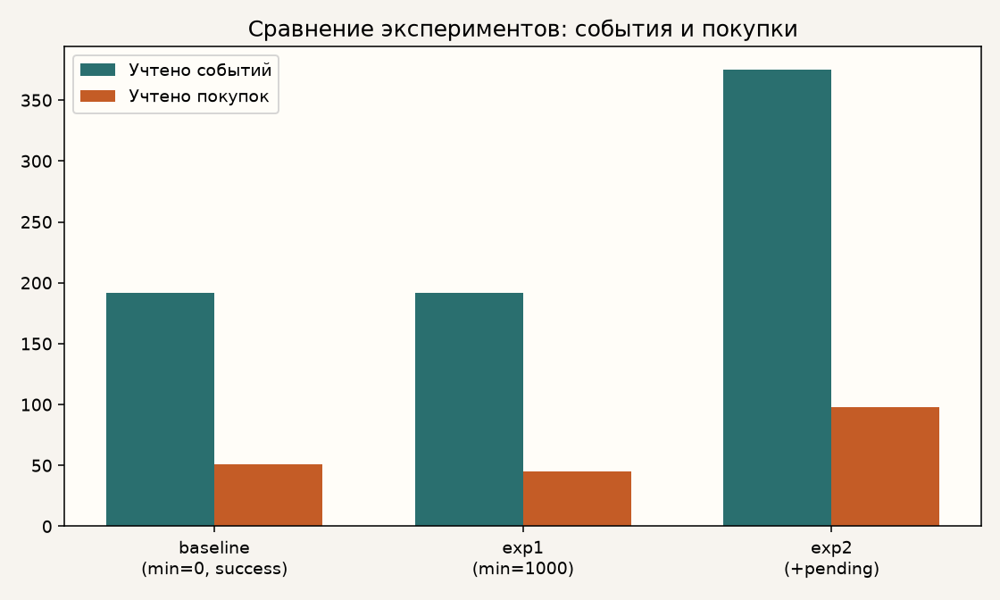 Сравнение экспериментов: события и покупки
Учтено событий
Учтено покупок
350
300
250
200
150
100
50
0
baseline
(min=0, success)
exp1
(min=1000)
exp2
(+pending)